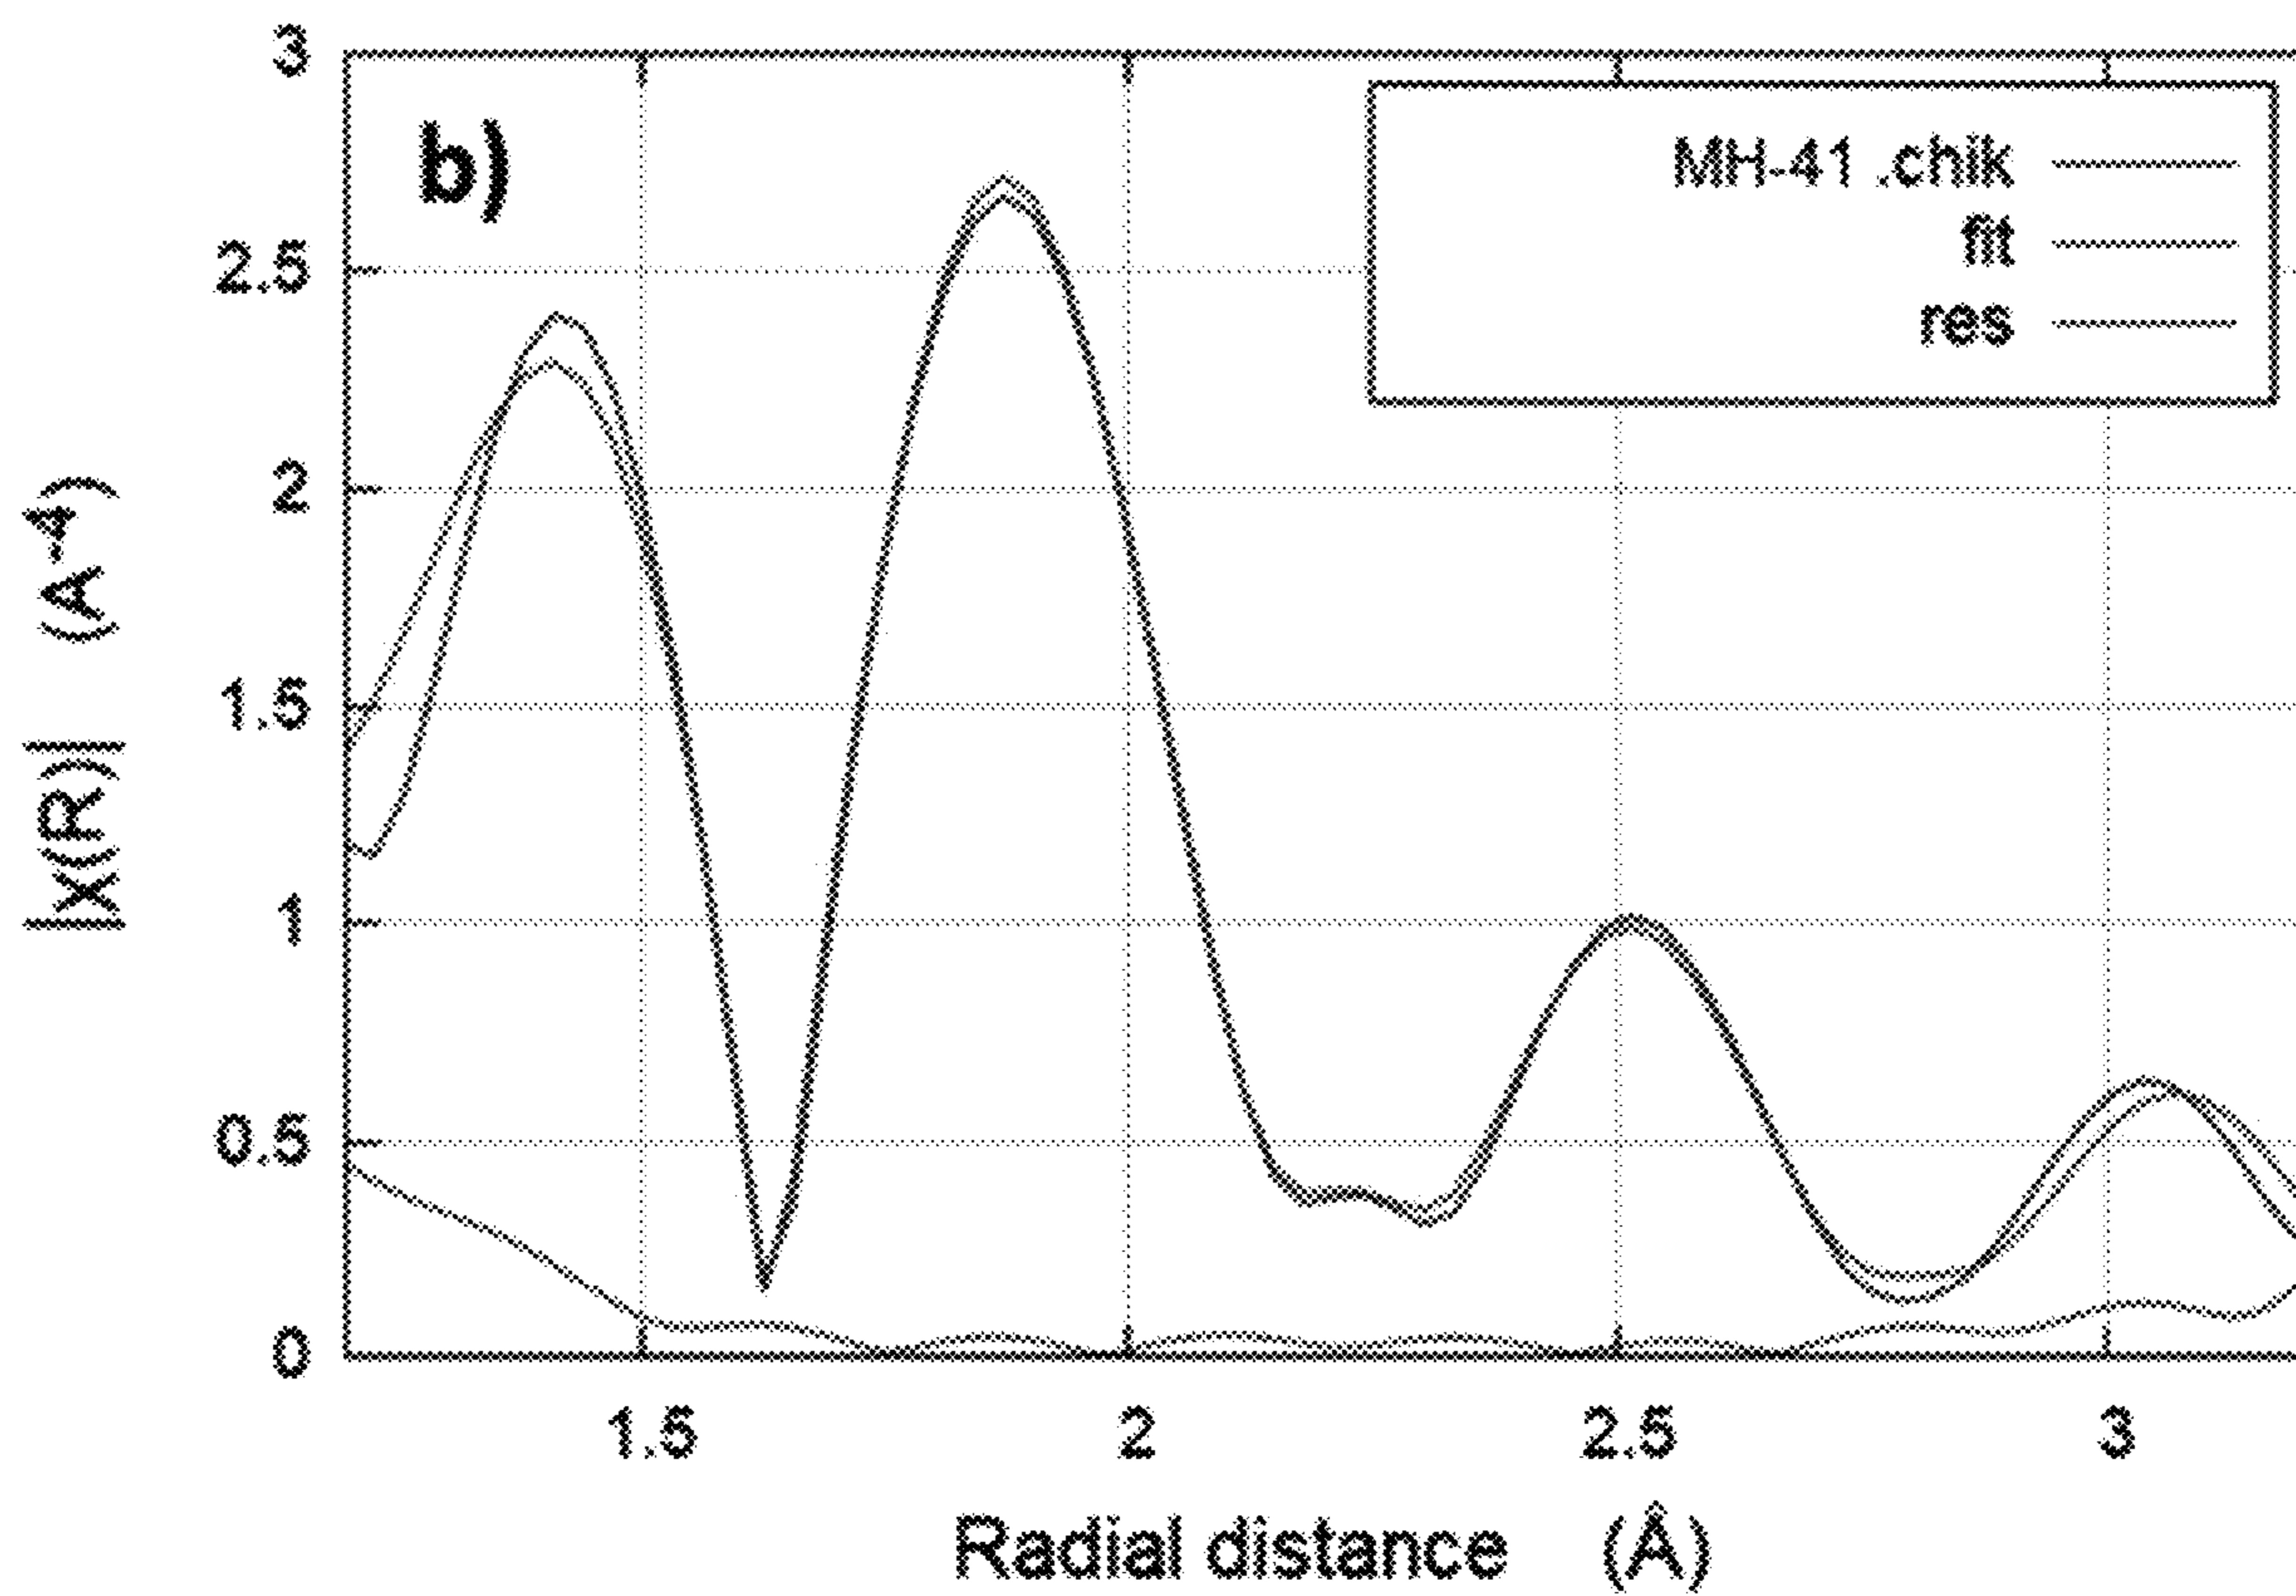 b)
MH-41 .chik
fit
res
3
2.5
2
1.5
1
0.5
0
|χ(R)| (A⁻⁴)
1.5 2 2.5 3
Radial distance (Å)